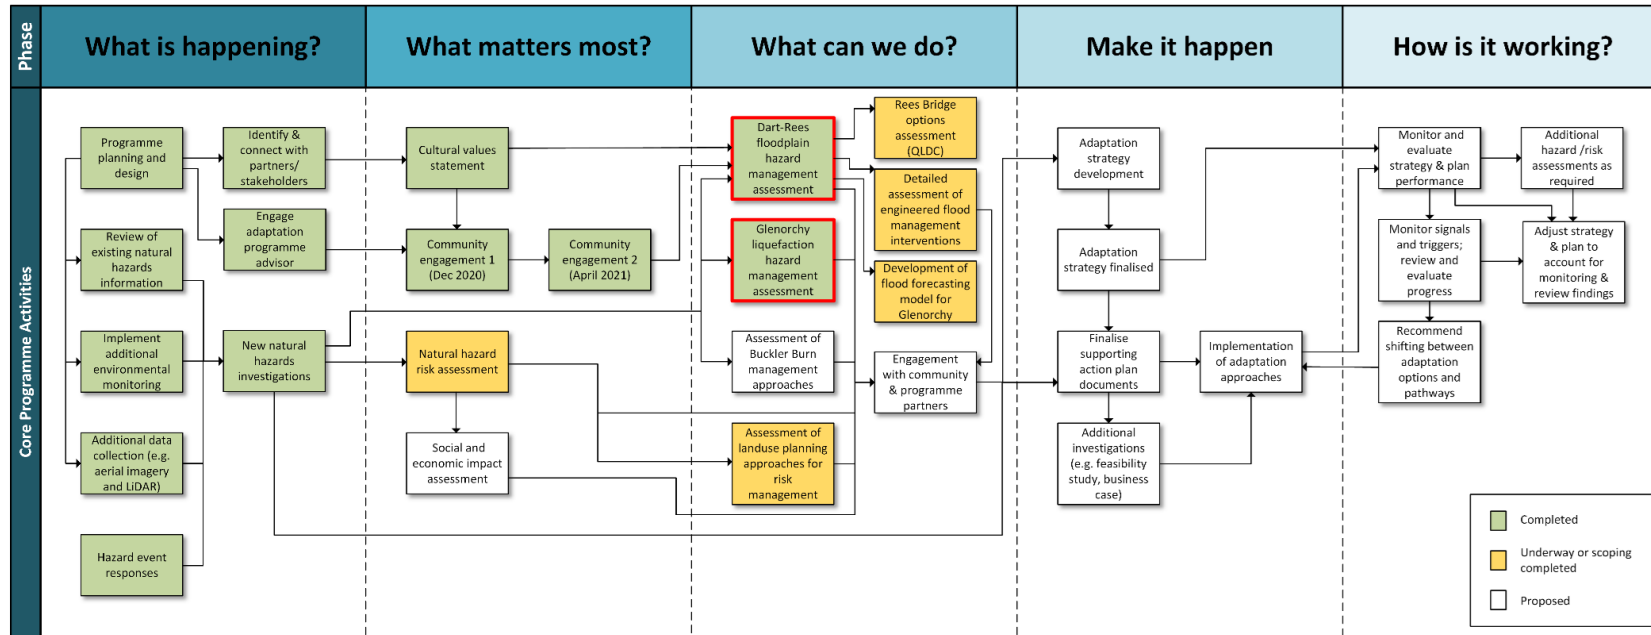 Phase
What is happening?
What matters most?
What can we do?
Make it happen
How is it working?
Core Programme Activities
Programme
planning and
design
Identify &
connect with
partners/
stakeholders
Engage
adaptation
programme
advisor
Review of
existing natural
hazards
information
Implement
additional
environmental
monitoring
New natural
hazards
investigations
Additional data
collection (e.g.
aerial imagery
and LiDAR)
Hazard event
responses
Cultural values
statement
Community
engagement 1
(Dec 2020)
Community
engagement 2
(April 2021)
Natural hazard
risk assessment
Social and
economic impact
assessment
Dart-Rees
floodplain
hazard
management
assessment
Glenorchy
liquefaction
hazard
management
assessment
Assessment of
Buckler Burn
management
approaches
Assessment of
landuse planning
approaches for
risk
management
Rees Bridge
options
assessment
(QLDC)
Detailed
assessment of
engineered flood
management
interventions
Development of
flood forecasting
model for
Glenorchy
Engagement
with community
& programme
partners
Adaptation
strategy
development
Adaptation
strategy finalised
Finalise
supporting
action plan
documents
Additional
investigations
(e.g. feasibility
study, business
case)
Implementation
of adaptation
approaches
Monitor and
evaluate
strategy & plan
performance
Additional
hazard /risk
assessments as
required
Monitor signals
and triggers;
review and
evaluate
progress
Adjust strategy
& plan to
account for
monitoring &
review findings
Recommend
shifting between
adaptation
options and
pathways
Completed
Underway or scoping
completed
Proposed